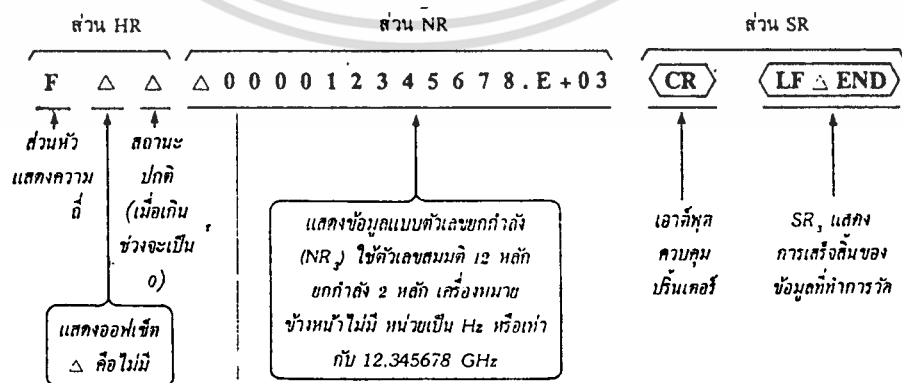 ส่วน HR ส่วน NR ส่วน SR
F △ △ △ 0 0 0 0 1 2 3 4 5 6 7 8 . E + 0 3 CR LF △ END
ส่วนหัว
แสดงความ
ถี่
สถานะ
ปกติ
(เมื่อเกิน
ช่วงจะเป็น
0)
แสดงออฟเซ็ต
△ คือไม่มี
แสดงข้อมูลแบบตัวเลขยกกำลัง
(NR₃) ใช้ตัวเลขสมมติ 12 หลัก
ยกกำลัง 2 หลัก เครื่องหมาย
ข้างหน้าไม่มี หน่วยเป็น Hz หรือเท่า
กับ 12.345678 GHz
เอาต์พุต
ควบคุม
ปริ้นเตอร์
SR₃ แสดง
การเสร็จสิ้นของ
ข้อมูลที่ทำการวัด